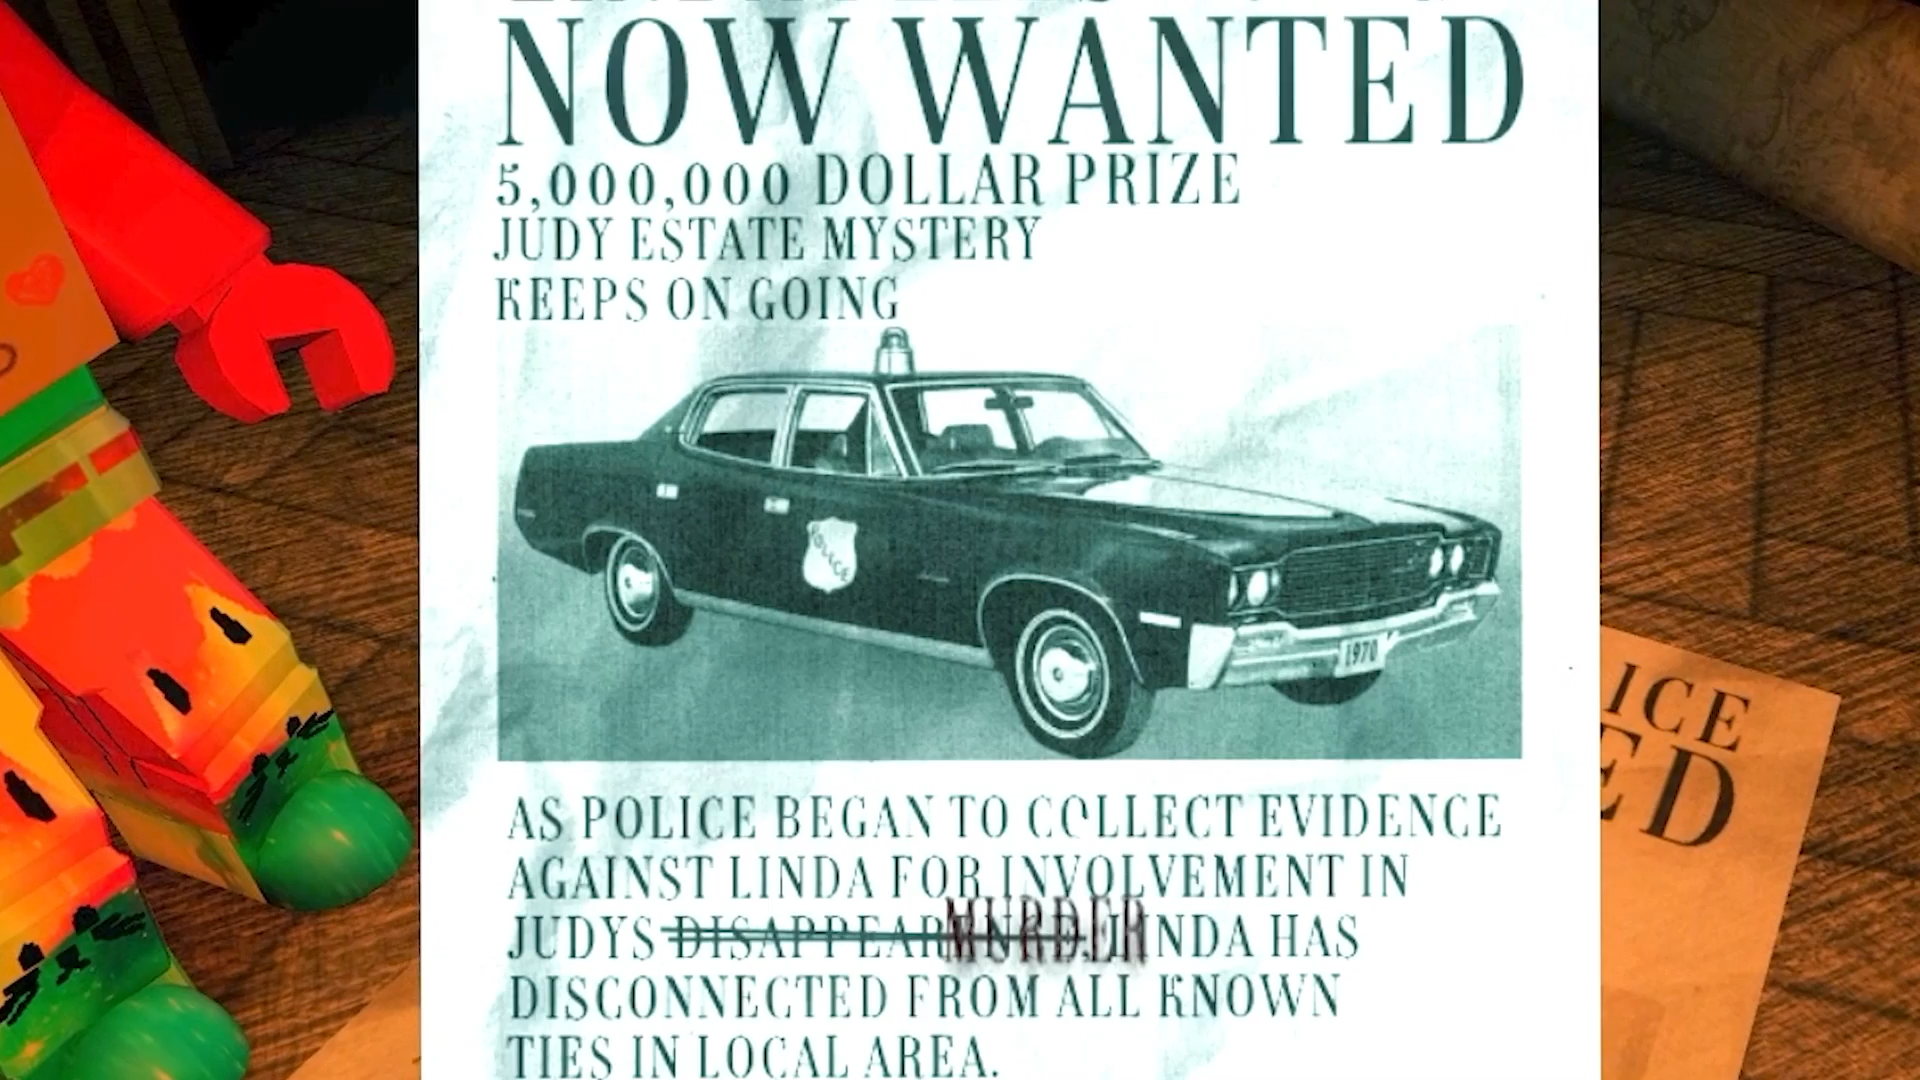 NOW WANTED
5,000,000 DOLLAR PRIZE
JUDY ESTATE MYSTERY
KEEPS ON GOING
POLICE
1970
AS POLICE BEGAN TO COLLECT EVIDENCE
AGAINST LINDA FOR INVOLVEMENT IN
JUDYS DISAPPEARANCE, MURDER LINDA HAS
DISCONNECTED FROM ALL KNOWN
TIES IN LOCAL AREA.
ICE
ED